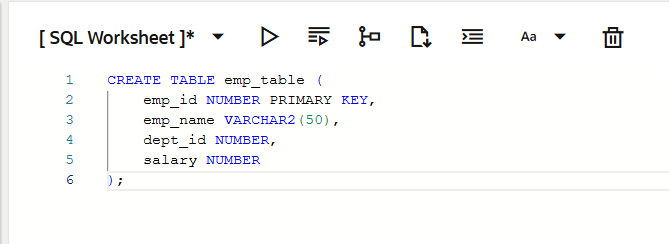 [ SQL Worksheet ]* Aa
1 CREATE TABLE emp_table (
2 emp_id NUMBER PRIMARY KEY,
3 emp_name VARCHAR2(50),
4 dept_id NUMBER,
5 salary NUMBER
6 );